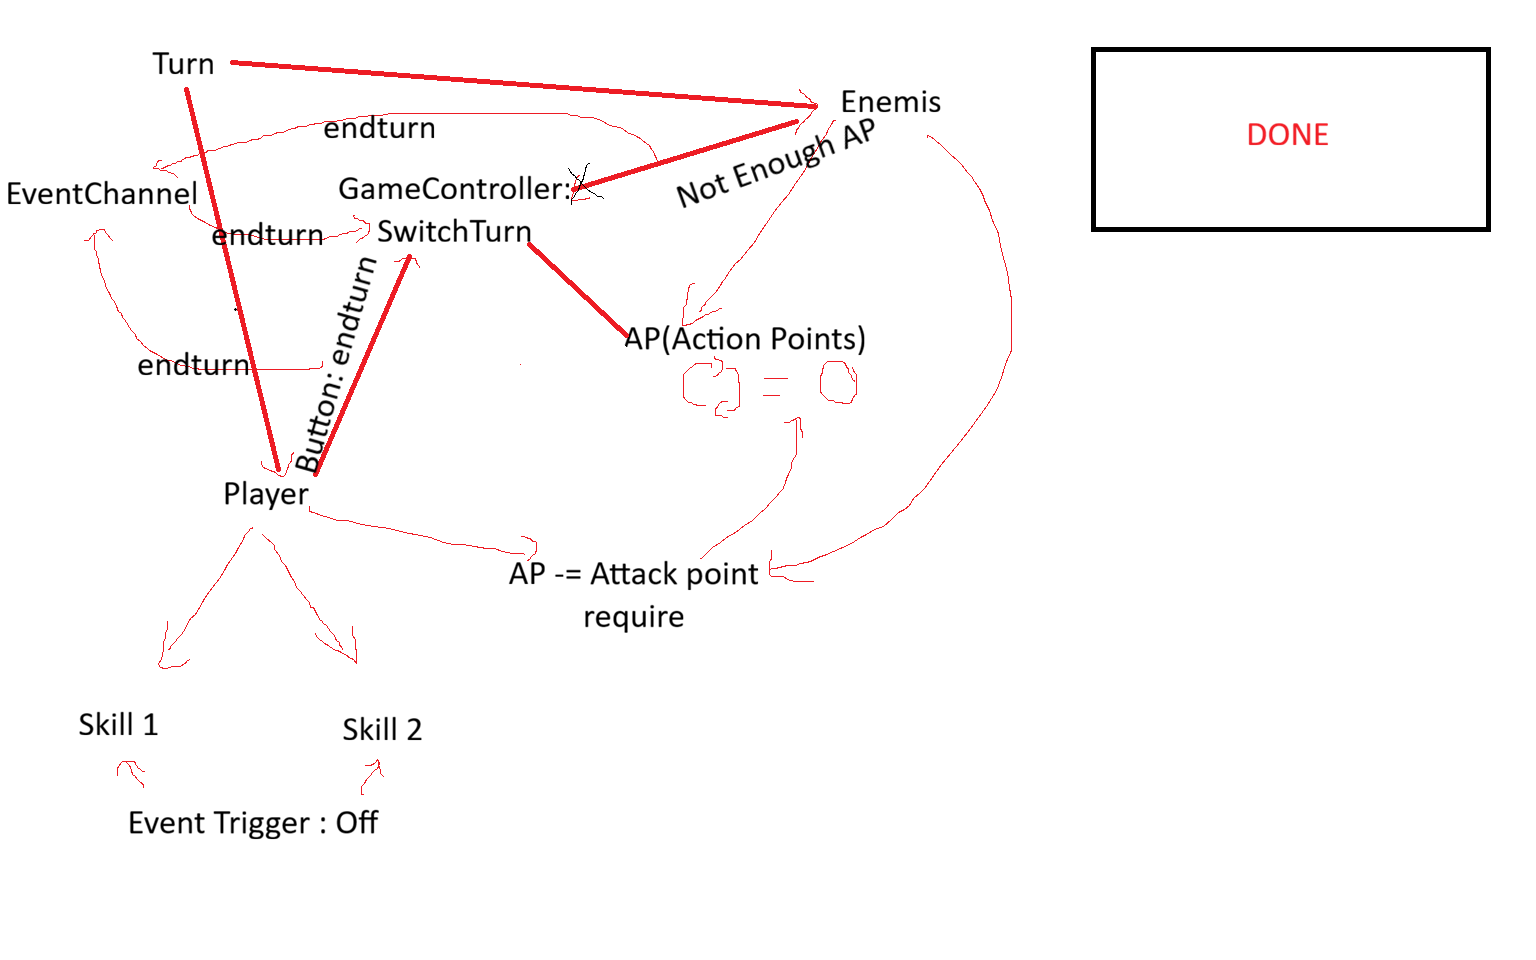 Turn
Enemis
DONE
endturn
Not Enough AP
EventChannel
GameController:
SwitchTurn
endturn
Button: endturn
AP(Action Points)
endturn
Player
AP -= Attack point
require
Skill 1
Skill 2
Event Trigger : Off